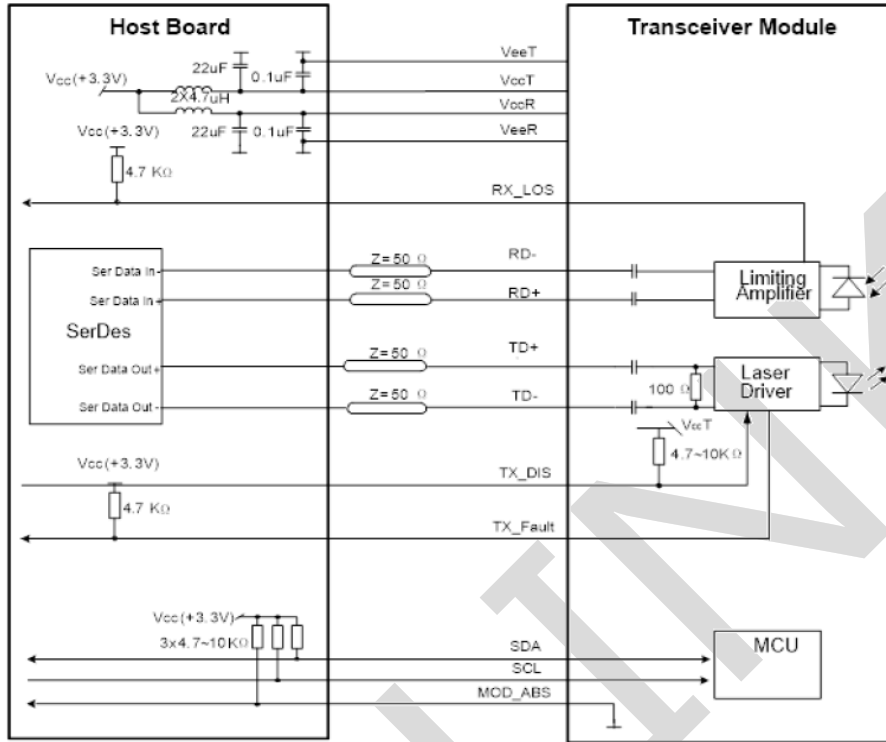 Host Board
Transceiver Module
VeeT
22uF
0.1uF
Vcc(+3.3V)
VccT
2X4.7uH
VccR
Vcc(+3.3V)
22uF
0.1uF
VeeR
4.7 KΩ
RX_LOS
Z=50 Ω
RD-
Ser Data In-
Limiting
Amplifier
Z=50 Ω
RD+
Ser Data In+
SerDes
Z=50 Ω
TD+
Ser Data Out+
Laser
Driver
100 Ω
Z=50 Ω
TD-
Ser Data Out-
VccT
4.7~10KΩ
Vcc(+3.3V)
TX_DIS
4.7 KΩ
TX_Fault
Vcc(+3.3V)
3x4.7~10KΩ
SDA
MCU
SCL
MOD_ABS